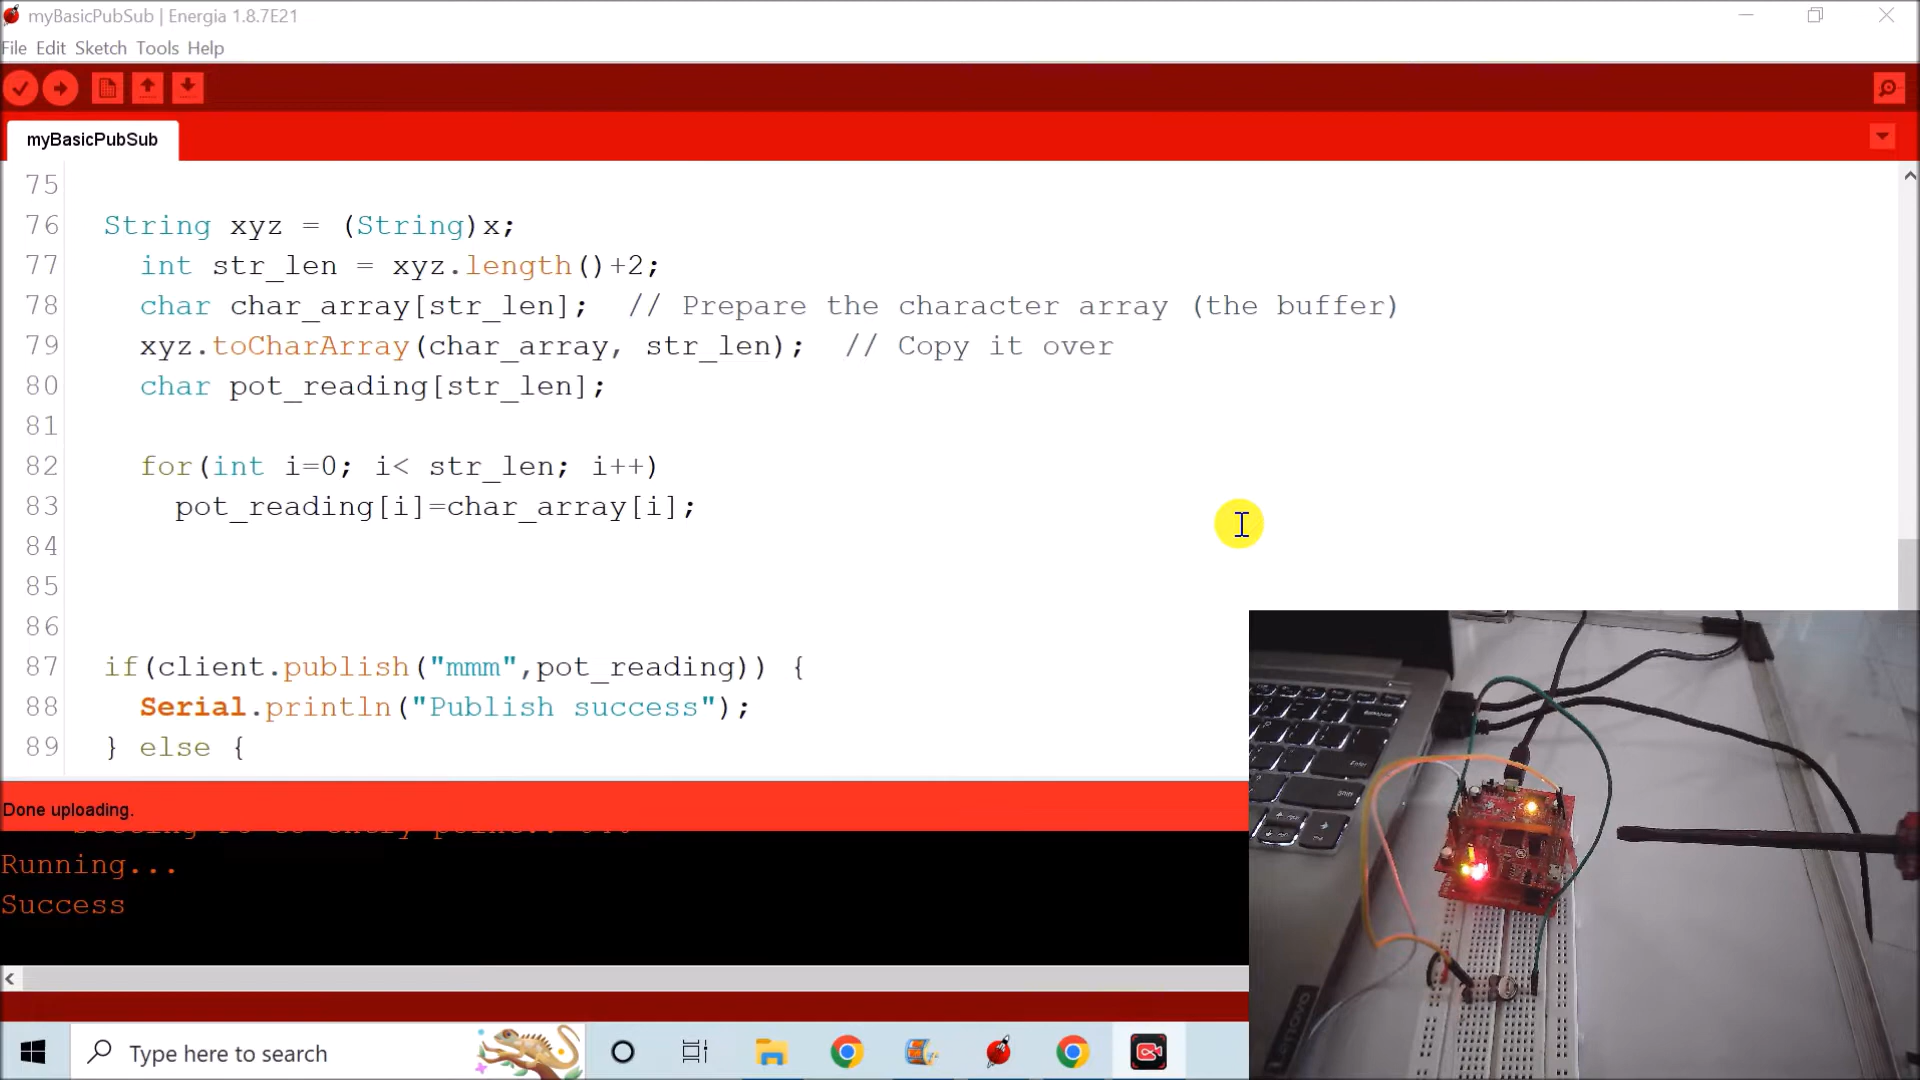 myBasicPubSub | Energia 1.8.7E21
File Edit Sketch Tools Help
myBasicPubSub
75
76 String xyz = (String)x;
77 int str_len = xyz.length()+2;
78 char char_array[str_len]; // Prepare the character array (the buffer)
79 xyz.toCharArray(char_array, str_len); // Copy it over
80 char pot_reading[str_len];
81
82 for(int i=0; i< str_len; i++)
83 pot_reading[i]=char_array[i];
84
85
86
87 if(client.publish("mmm",pot_reading)) {
88 Serial.println("Publish success");
89 } else {
Done uploading.
Running...
Success
Type here to search
Lenovo